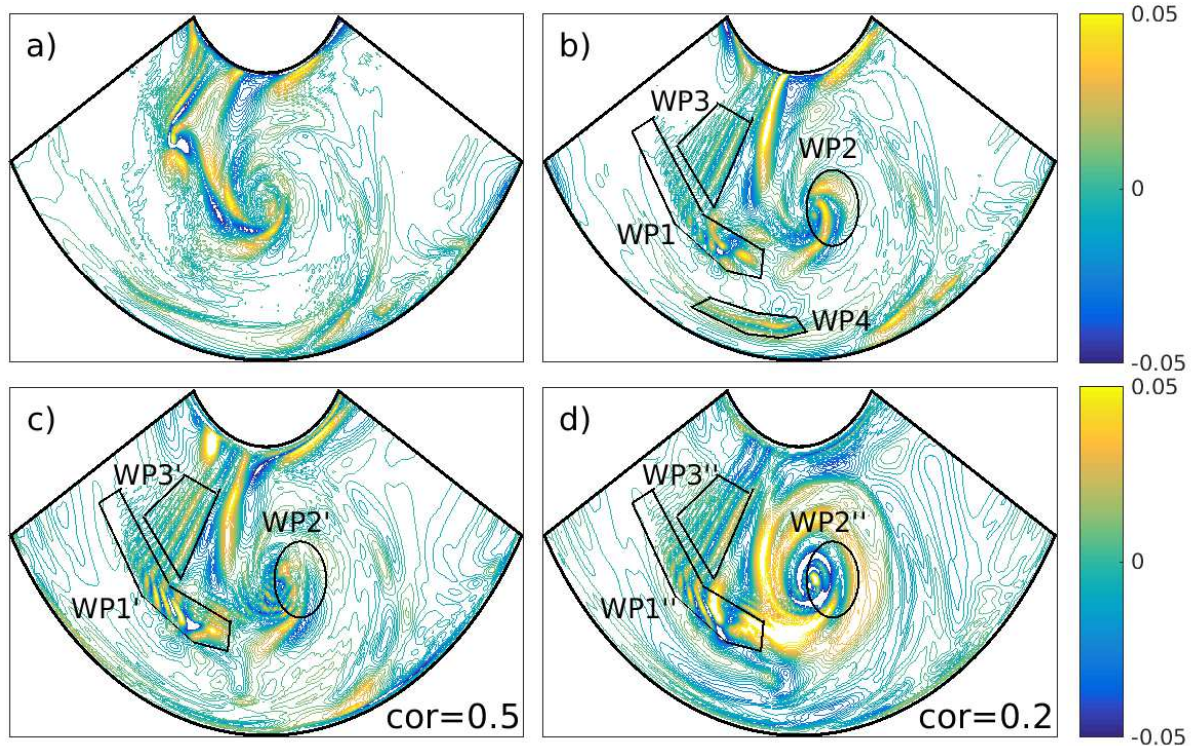 a)
b)
WP3
WP2
WP1
WP4
0.05
0
-0.05
c)
WP3'
WP2'
WP1'
cor=0.5
d)
WP3''
WP2''
WP1''
cor=0.2
0.05
0
-0.05